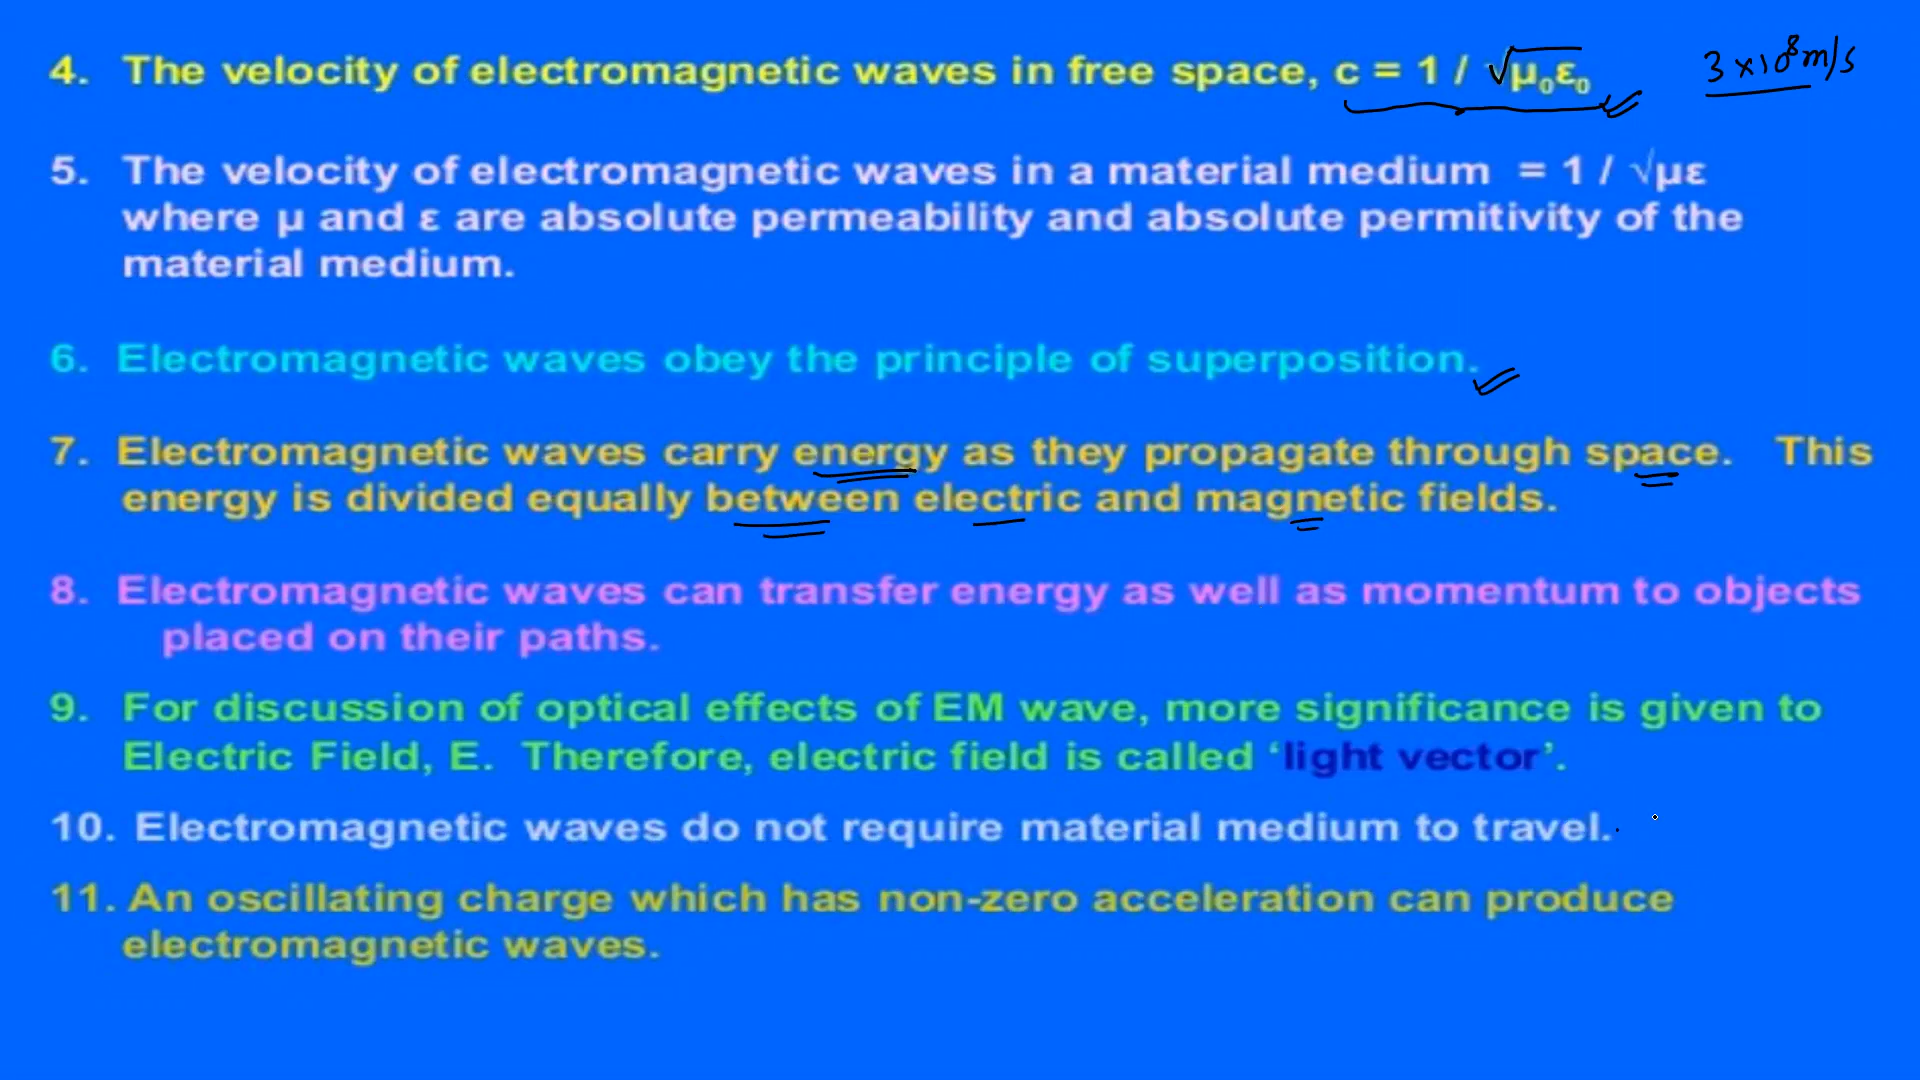 4. The velocity of electromagnetic waves in free space, c = 1 / √μ₀ε₀ 3×10⁸m/s
5. The velocity of electromagnetic waves in a material medium = 1 / √με
where μ and ε are absolute permeability and absolute permitivity of the
material medium.
6. Electromagnetic waves obey the principle of superposition.
7. Electromagnetic waves carry energy as they propagate through space. This
energy is divided equally between electric and magnetic fields.
8. Electromagnetic waves can transfer energy as well as momentum to objects
placed on their paths.
9. For discussion of optical effects of EM wave, more significance is given to
Electric Field, E. Therefore, electric field is called ‘light vector’.
10. Electromagnetic waves do not require material medium to travel.
11. An oscillating charge which has non-zero acceleration can produce
electromagnetic waves.